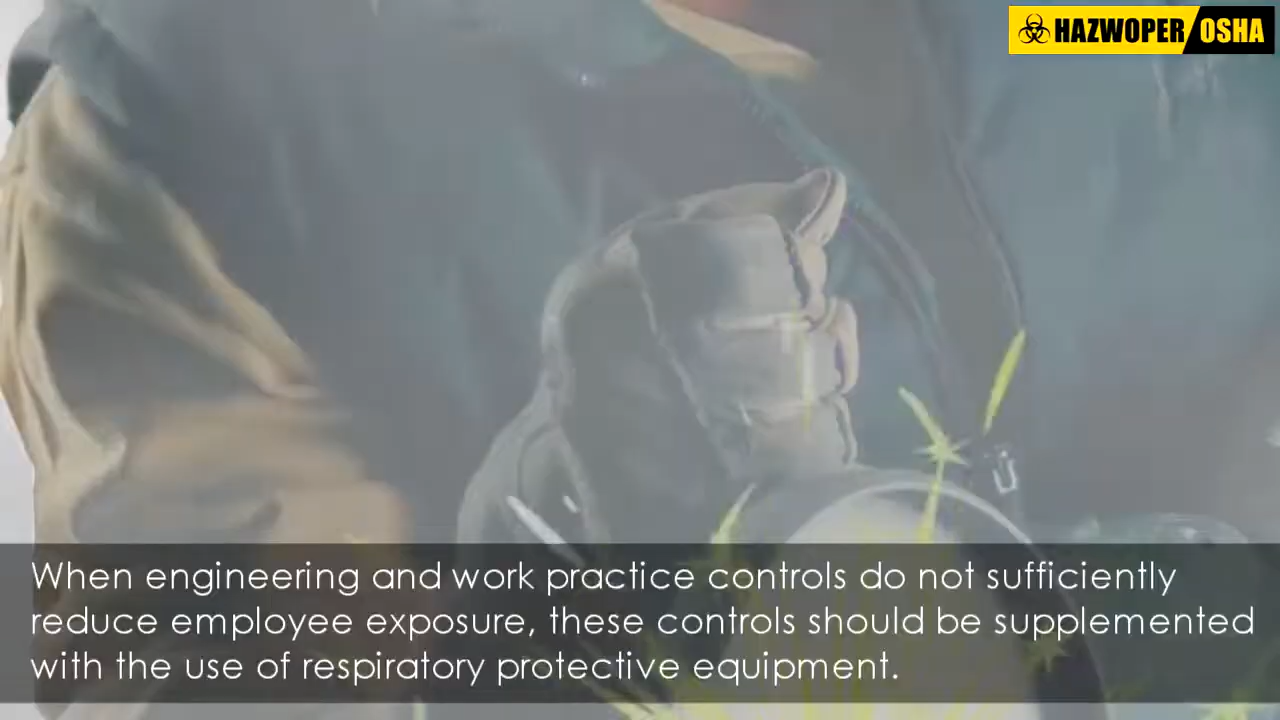 HAZWOPER OSHA
When engineering and work practice controls do not sufficiently
reduce employee exposure, these controls should be supplemented
with the use of respiratory protective equipment.